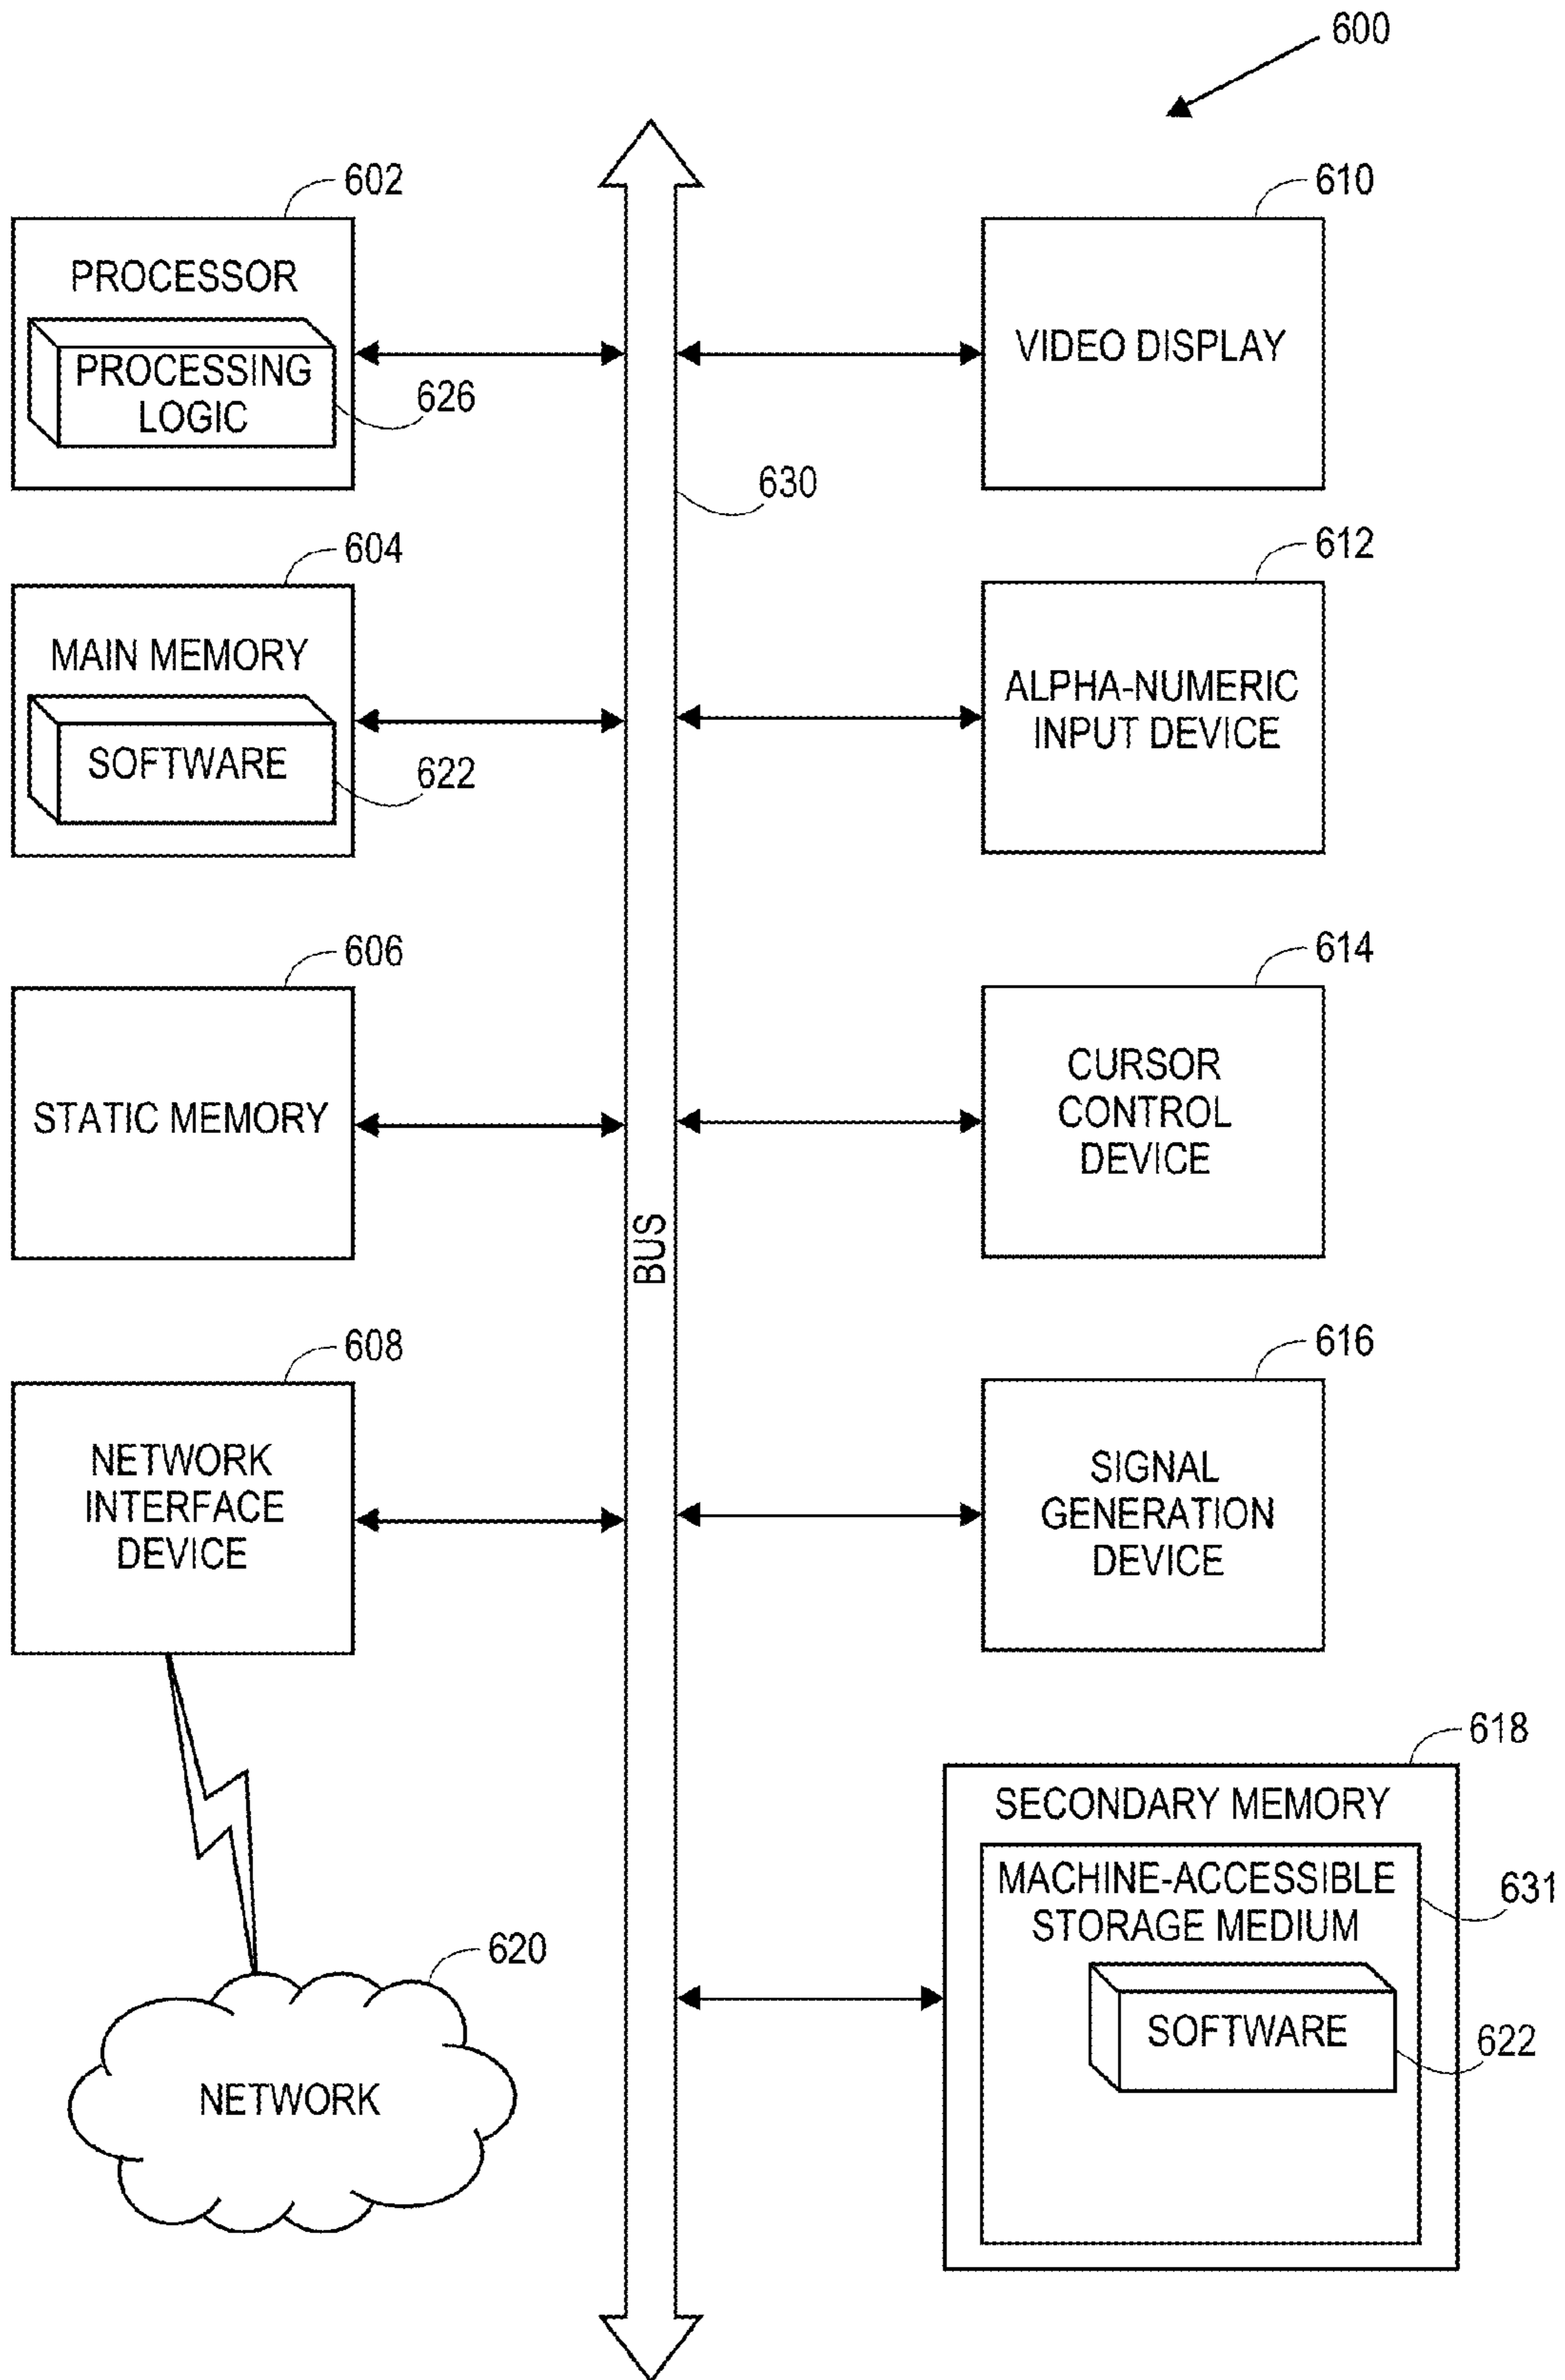 600
602
PROCESSOR
PROCESSING
LOGIC
626
604
MAIN MEMORY
SOFTWARE
622
606
STATIC MEMORY
608
NETWORK
INTERFACE
DEVICE
620
NETWORK
630
BUS
610
VIDEO DISPLAY
612
ALPHA-NUMERIC
INPUT DEVICE
614
CURSOR
CONTROL
DEVICE
616
SIGNAL
GENERATION
DEVICE
618
SECONDARY MEMORY
MACHINE-ACCESSIBLE
STORAGE MEDIUM
631
SOFTWARE
622